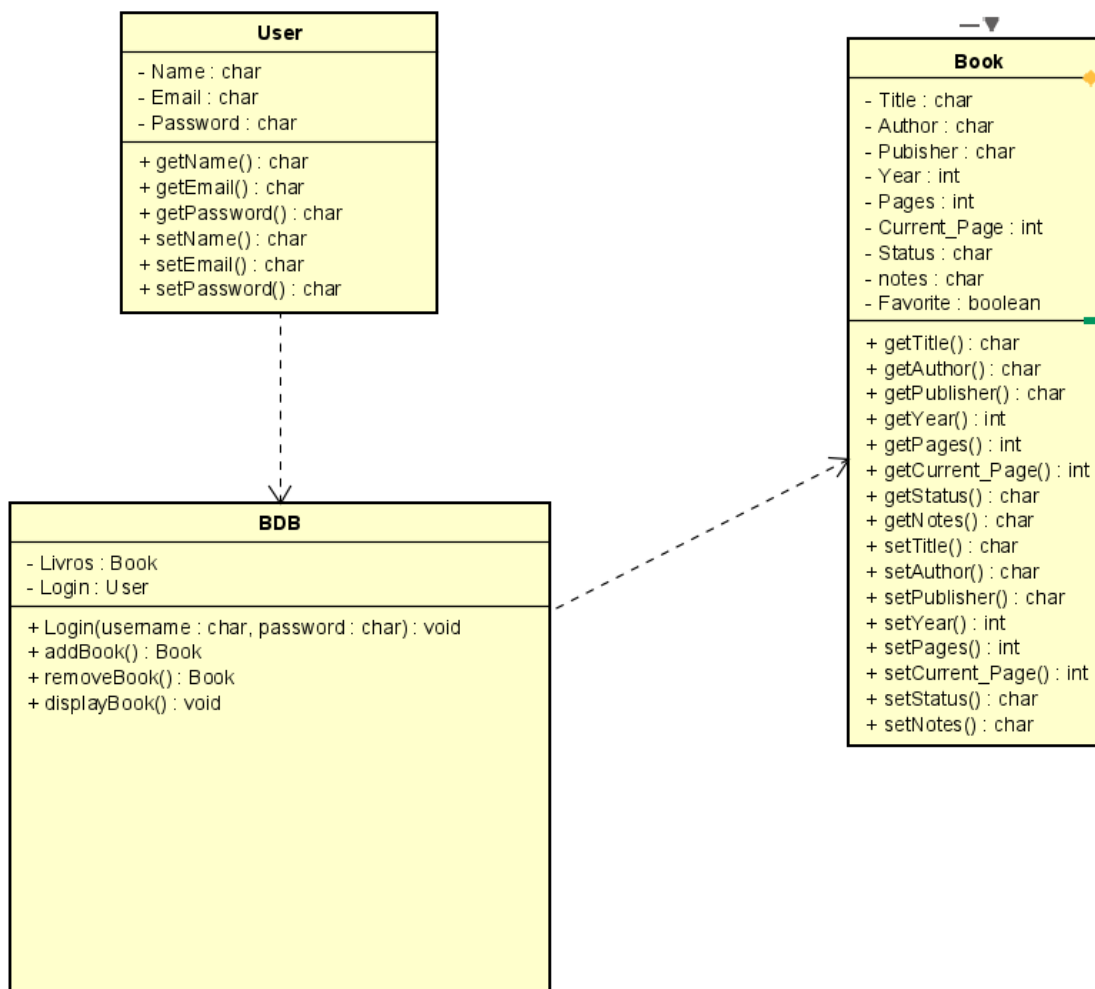 User
- Name : char
- Email : char
- Password : char
+ getName() : char
+ getEmail() : char
+ getPassword() : char
+ setName() : char
+ setEmail() : char
+ setPassword() : char
Book
- Title : char
- Author : char
- Pubisher : char
- Year : int
- Pages : int
- Current_Page : int
- Status : char
- notes : char
- Favorite : boolean
+ getTitle() : char
+ getAuthor() : char
+ getPublisher() : char
+ getYear() : int
+ getPages() : int
+ getCurrent_Page() : int
+ getStatus() : char
+ getNotes() : char
+ setTitle() : char
+ setAuthor() : char
+ setPublisher() : char
+ setYear() : int
+ setPages() : int
+ setCurrent_Page() : int
+ setStatus() : char
+ setNotes() : char
BDB
- Livros : Book
- Login : User
+ Login(username : char, password : char) : void
+ addBook() : Book
+ removeBook() : Book
+ displayBook() : void